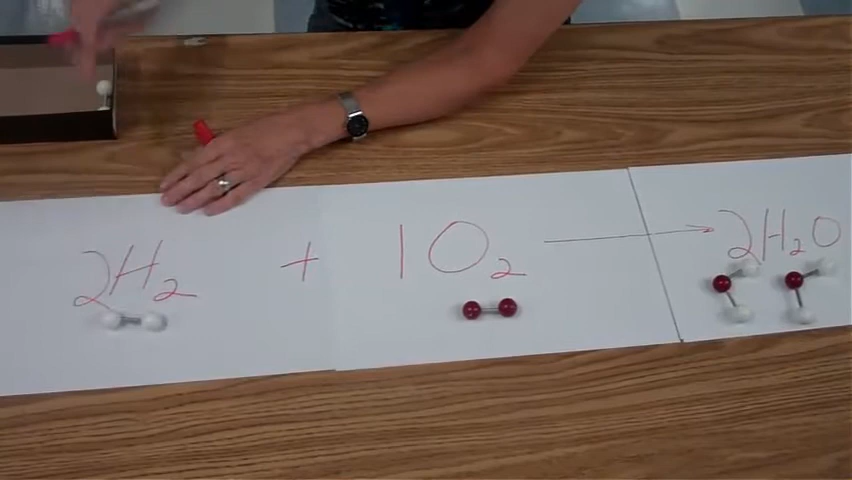 2H₂ + 1O₂ → 2H₂O